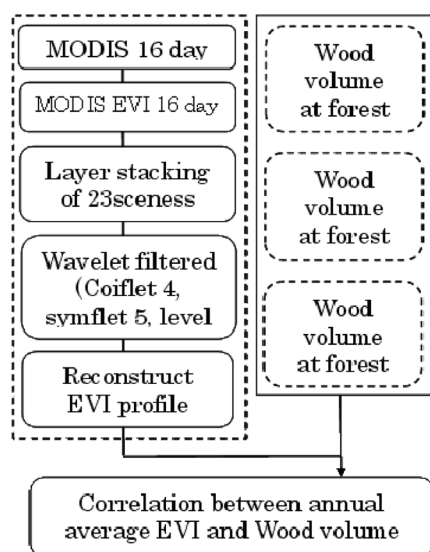 MODIS 16 day
MODIS EVI 16 day
Layer stacking
of 23sceness
Wavelet filtered
(Coiflet 4,
symflet 5, level
Reconstruct
EVI profile
Wood
volume
at forest
Wood
volume
at forest
Wood
volume
at forest
Correlation between annual
average EVI and Wood volume